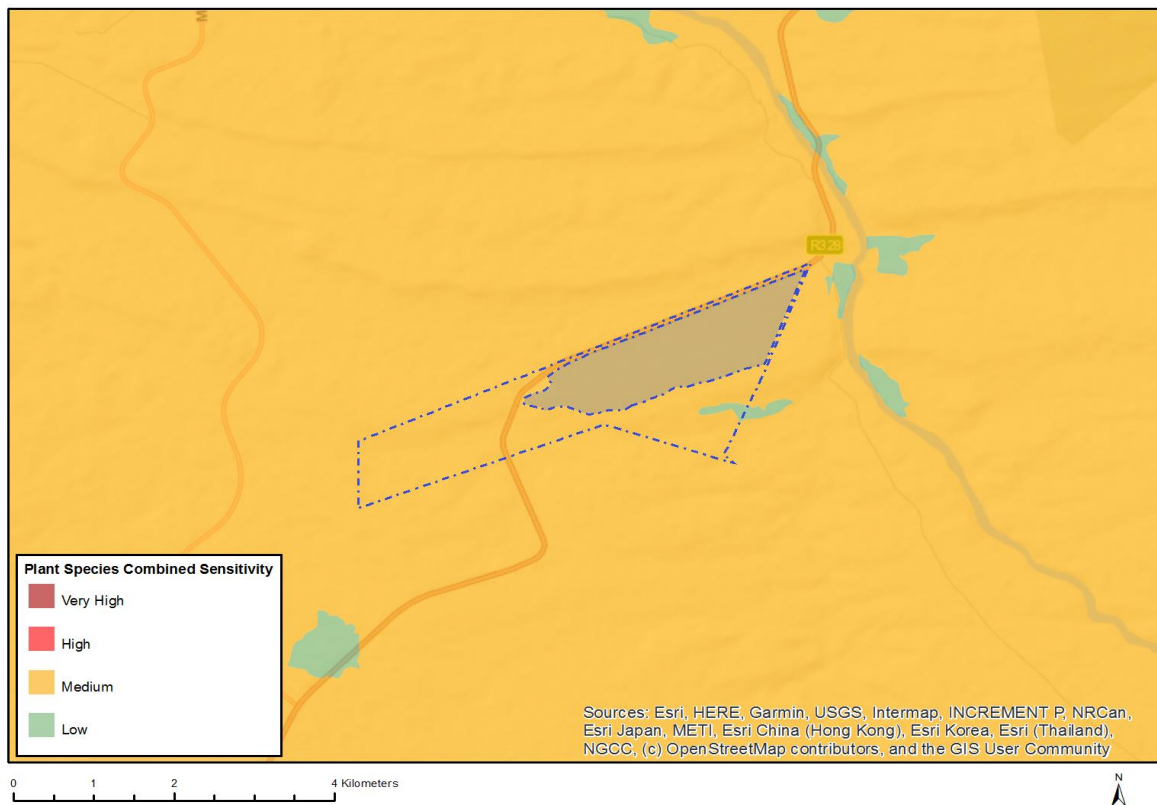 M
R328
Plant Species Combined Sensitivity
Very High
High
Medium
Low
Sources: Esri, HERE, Garmin, USGS, Intermap, INCREMENT P, NRCan,
Esri Japan, METI, Esri China (Hong Kong), Esri Korea, Esri (Thailand),
NGCC, (c) OpenStreetMap contributors, and the GIS User Community
0 1 2 4 Kilometers
N